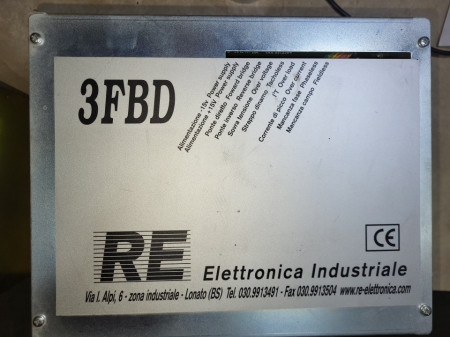 3FBD
Alimentazione -15v Power supply
Alimentazione +15V Power supply
Ponte diretto Foward bridge
Ponte inverso Reverse bridge
Sovra tensione Over voltage
Strappo dinamo Tacholess
I²T Over load
Corrente di picco Over current
Mancanza fase Phaseless
Mancanza campo Fieldless
RE Elettronica Industriale
CE
Via I. Alpi, 6 - zona industriale - Lonato (BS) Tel. 030.9913491 - Fax 030.9913504 www.re-elettronica.com